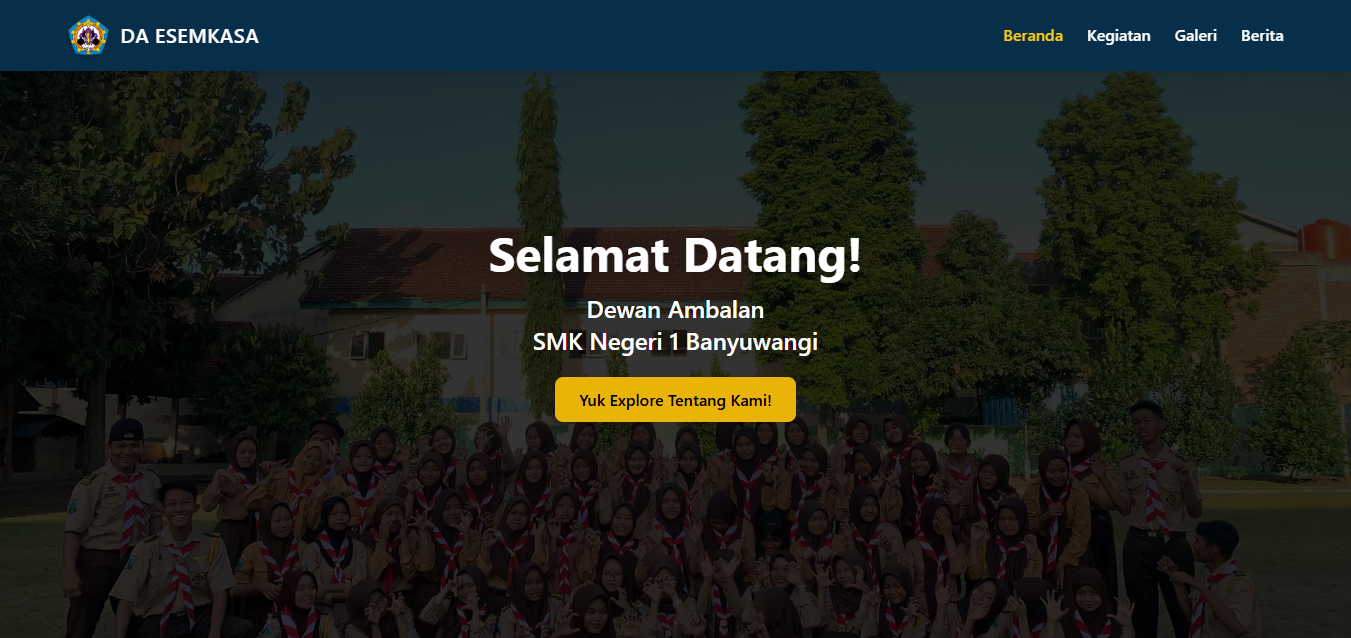 DA ESEMKASA
Beranda Kegiatan Galeri Berita
Selamat Datang!
Dewan Ambalan
SMK Negeri 1 Banyuwangi
Yuk Explore Tentang Kami!